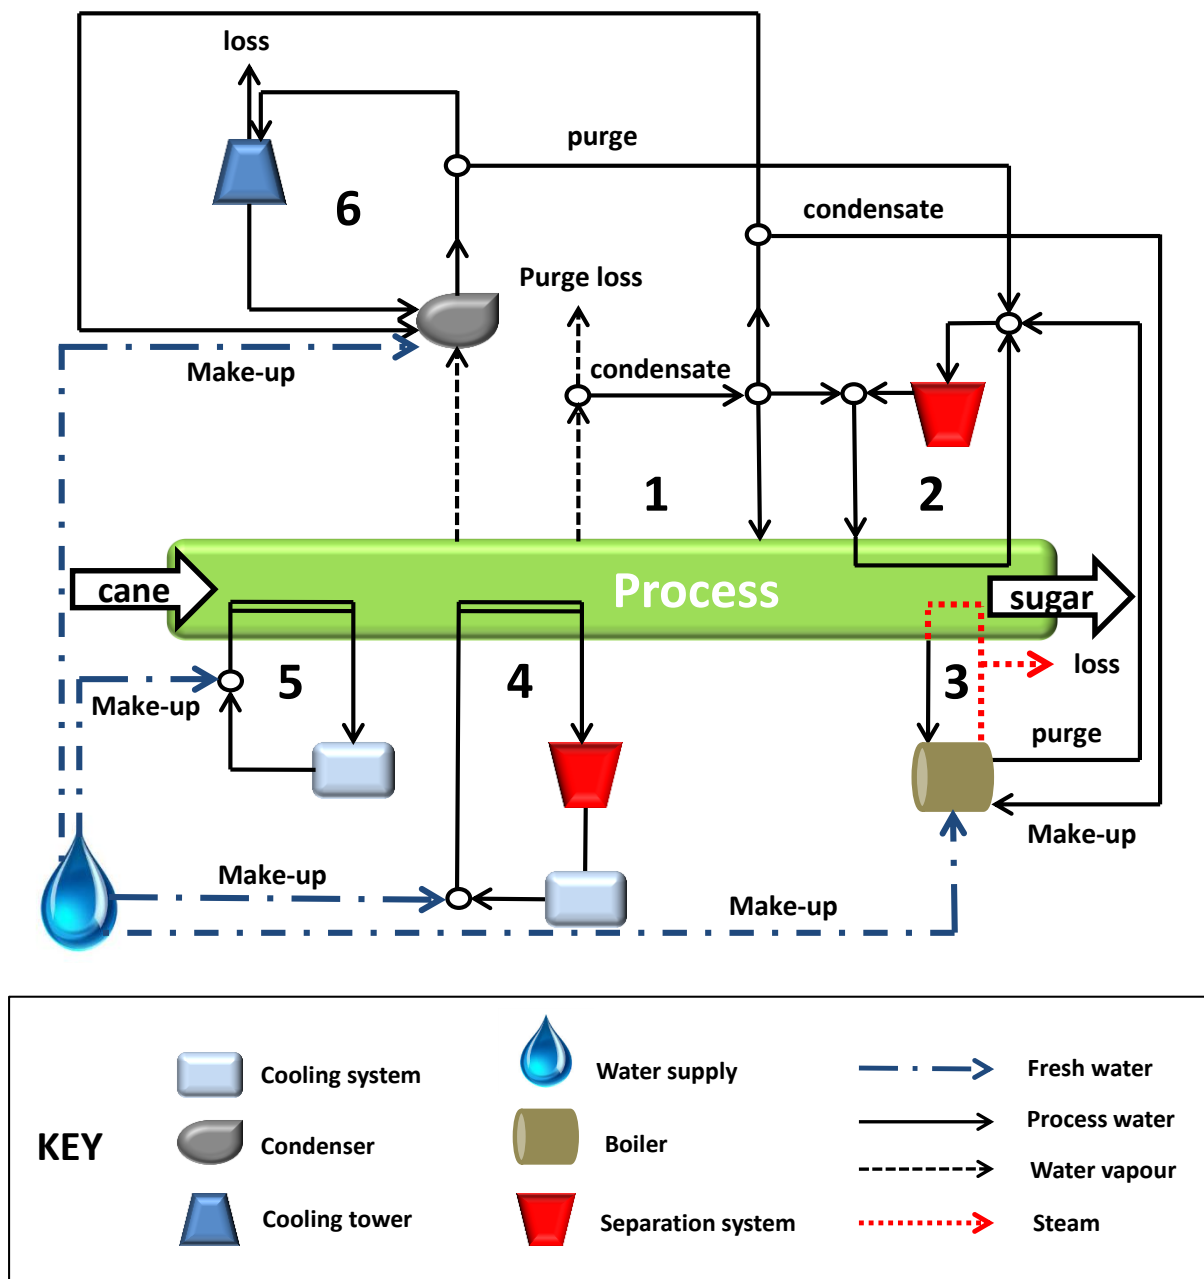 loss
purge
6
condensate
Purge loss
Make-up
condensate
1
2
cane
Process
sugar
5
4
3
loss
Make-up
purge
Make-up
Make-up
Make-up
KEY
Cooling system
Water supply
Fresh water
Condenser
Boiler
Process water
Water vapour
Cooling tower
Separation system
Steam